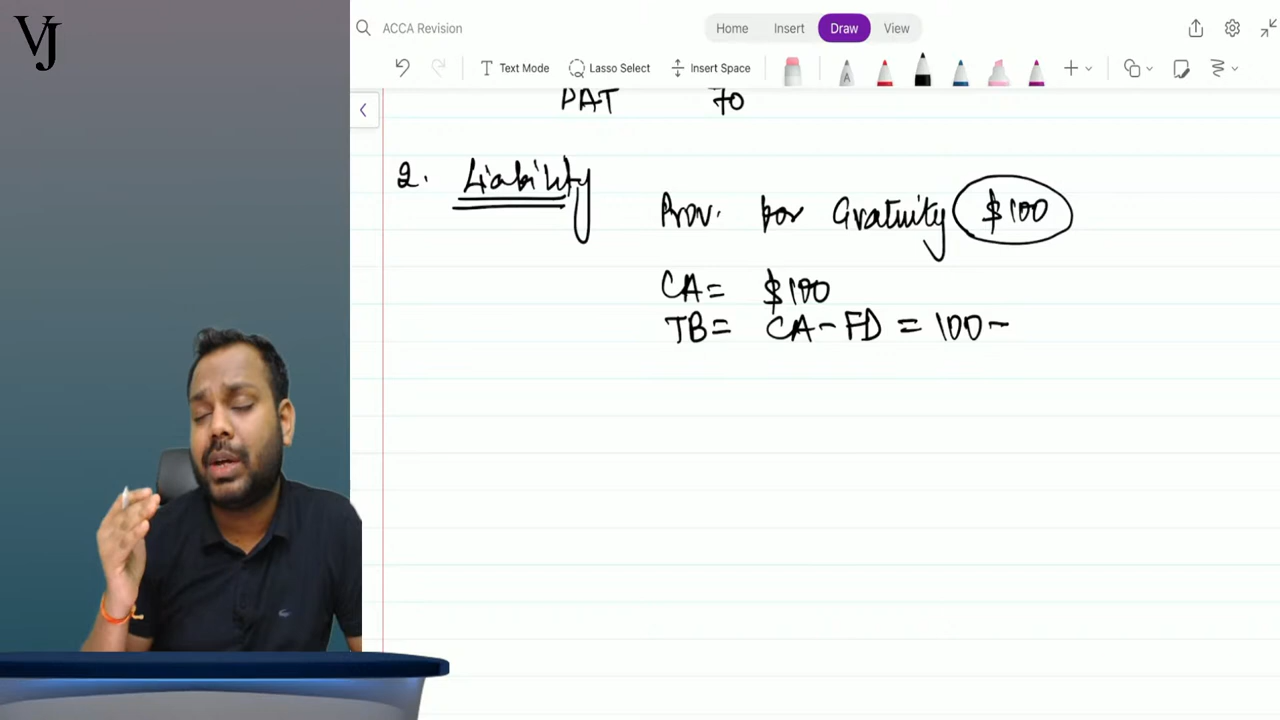 VJ
ACCA Revision
Home Insert Draw View
Text Mode Lasso Select Insert Space
PAT 70
2. Liability
Prov. for Gratuity $100
CA= $100
TB= CA-FD = 100-